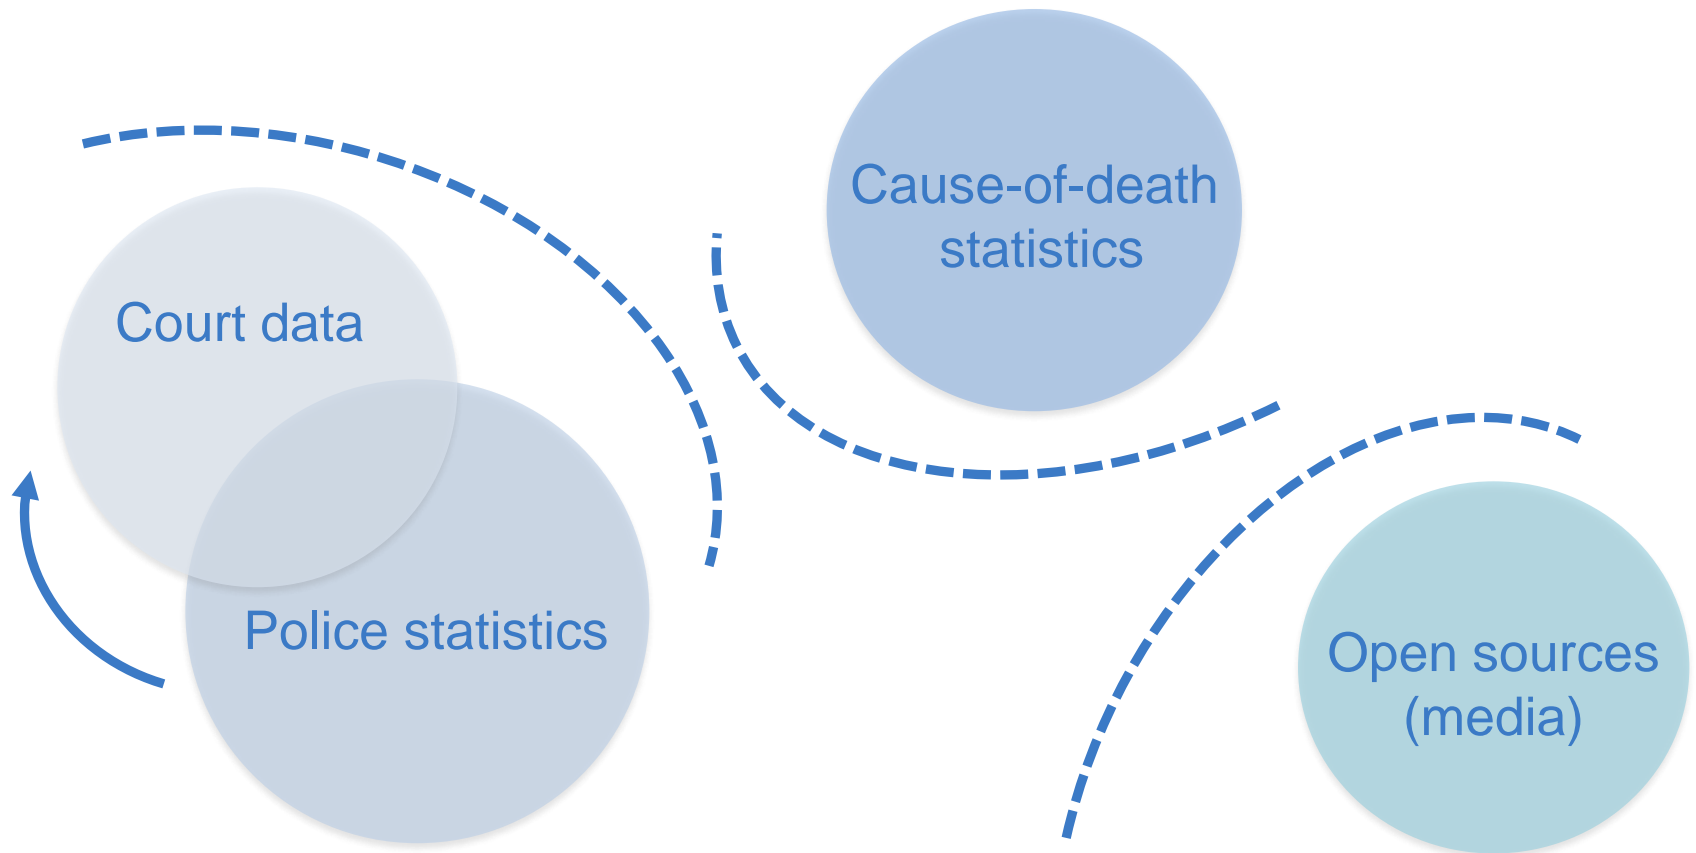 Cause-of-death
statistics
Court data
Police statistics
Open sources
(media)